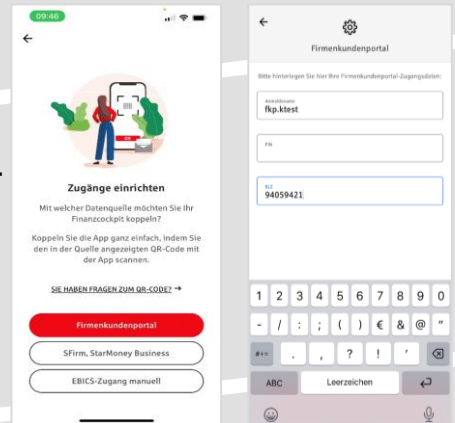 09:46
Zugänge einrichten
Mit welcher Datenquelle möchten Sie Ihr
Finanzcockpit koppeln?
Koppeln Sie die App ganz einfach, indem Sie
den in der Quelle angezeigten QR-Code mit
der App scannen.
SIE HABEN FRAGEN ZUM QR-CODE? →
Firmenkundenportal
SFirm, StarMoney Business
EBICS-Zugang manuell
Firmenkundenportal
Bitte hinterlegen Sie hier Ihre Firmenkundenportal-Zugangsdaten:
Anmeldename
fkp.ktest
PIN
BLZ
94059421
1 2 3 4 5 6 7 8 9 0
- / : ; ( ) € & @ "
#+= . , ? ! '
ABC Leerzeichen